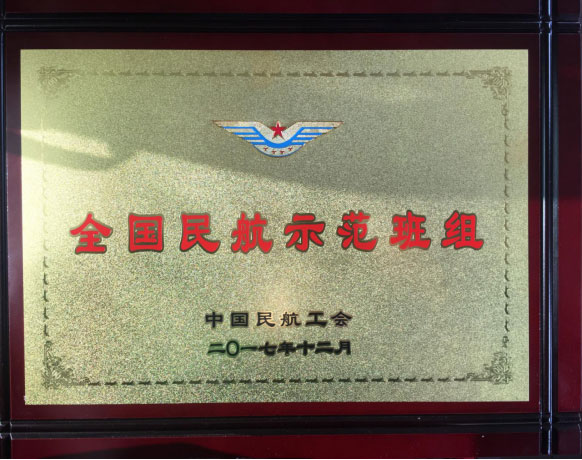 全国民航示范班组
中国民航工会
二〇一七年十二月